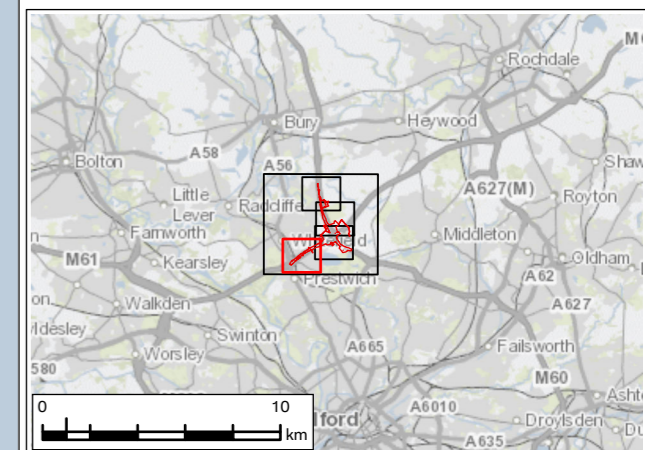 Rochdale
Bury
Heywood
A58
Bolton
A56
A627(M)
Little
Lever
Radcliffe
Royton
Farnworth
Middleton
M61
Kearsley
Oldham
Prestwich
A62
Walkden
A627
Swinton
A665
Failsworth
Worsley
M60
0
10
km
A6010
Droylsden
A635